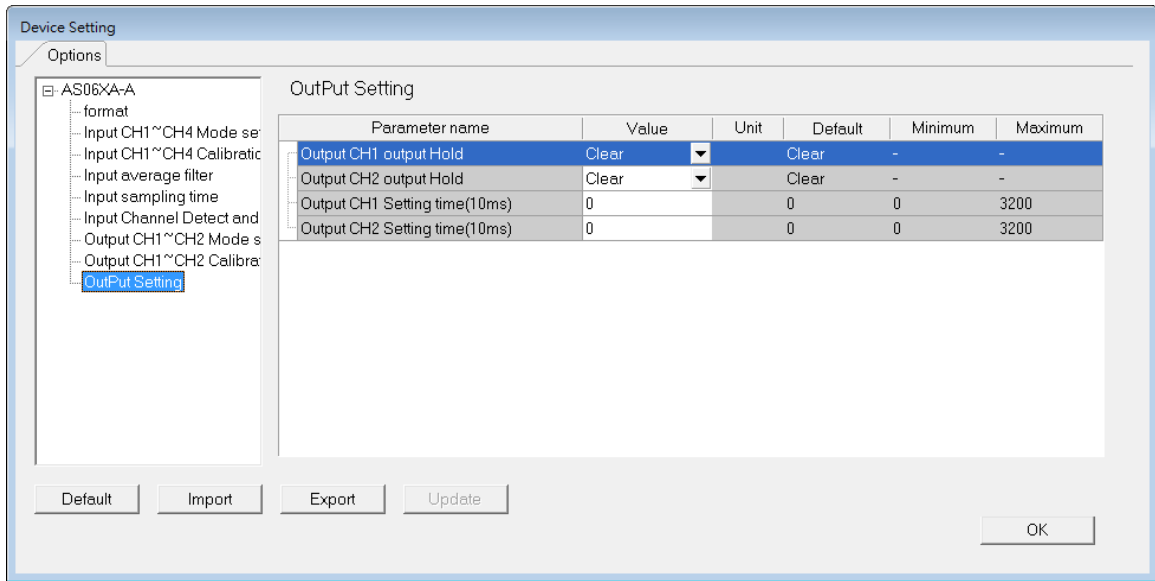 Device Setting
Options
AS06XA-A
format
Input CH1~CH4 Mode set
Input CH1~CH4 Calibratic
Input average filter
Input sampling time
Input Channel Detect and
Output CH1~CH2 Mode s
Output CH1~CH2 Calibrat
OutPut Setting
OutPut Setting
Parameter name Value Unit Default Minimum Maximum
Output CH1 output Hold Clear Clear - -
Output CH2 output Hold Clear Clear - -
Output CH1 Setting time(10ms) 0 0 0 3200
Output CH2 Setting time(10ms) 0 0 0 3200
Default Import Export Update
OK